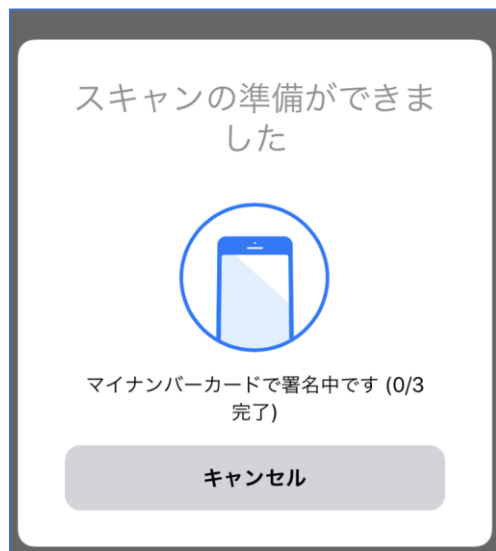 スキャンの準備ができま
した
マイナンバーカードで署名中です (0/3
完了)
キャンセル